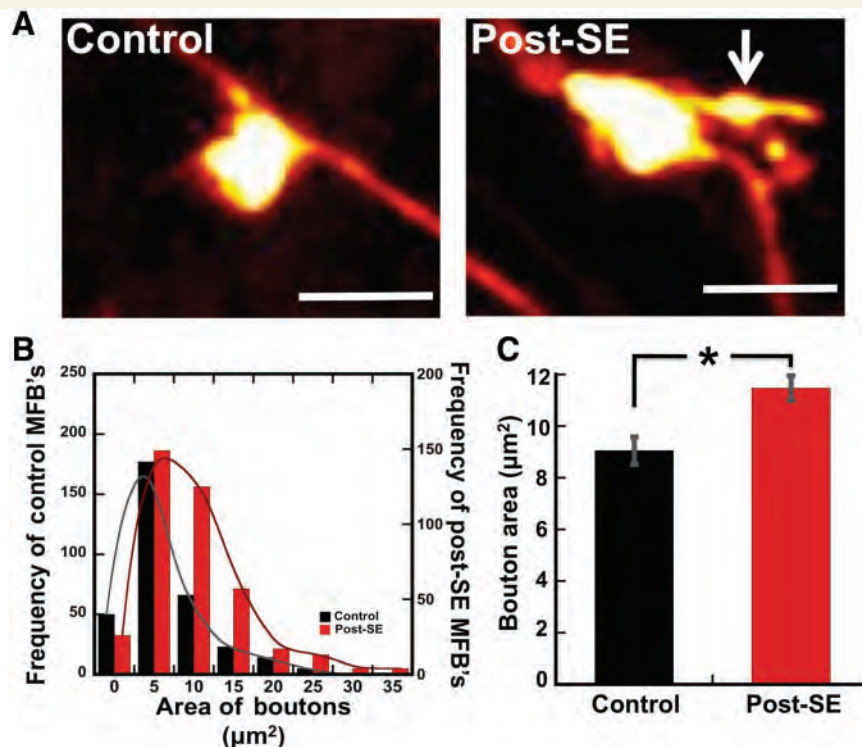 A
Control
Post-SE
B
Frequency of control MFB's
250
200
150
100
50
0
200
150
100
50
0
Frequency of post-SE MFB's
Control
Post-SE
0 5 10 15 20 25 30 35
Area of boutons
(µm²)
C
*
Bouton area (µm²)
12
10
8
6
4
2
0
Control Post-SE